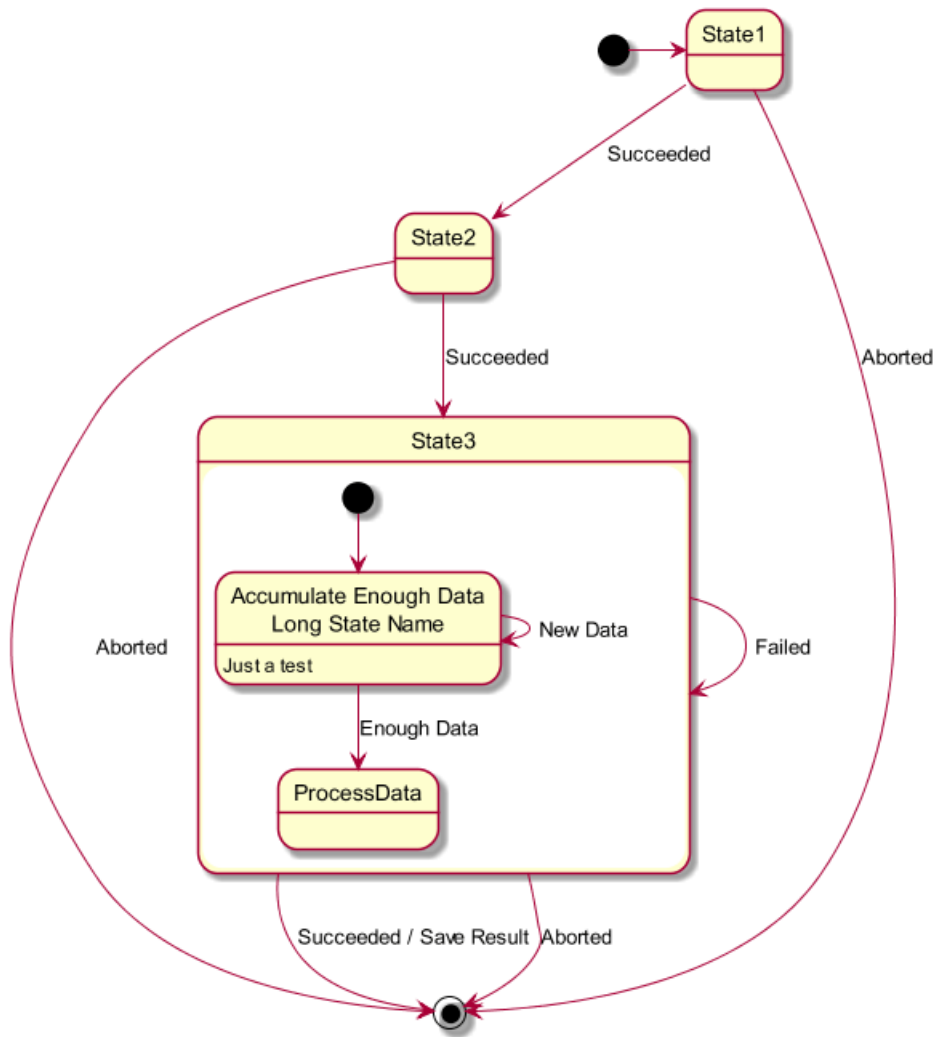 State1
Succeeded
State2
Succeeded
Aborted
State3
Accumulate Enough Data
Long State Name
New Data
Just a test
Aborted
Failed
Enough Data
ProcessData
Succeeded / Save Result
Aborted